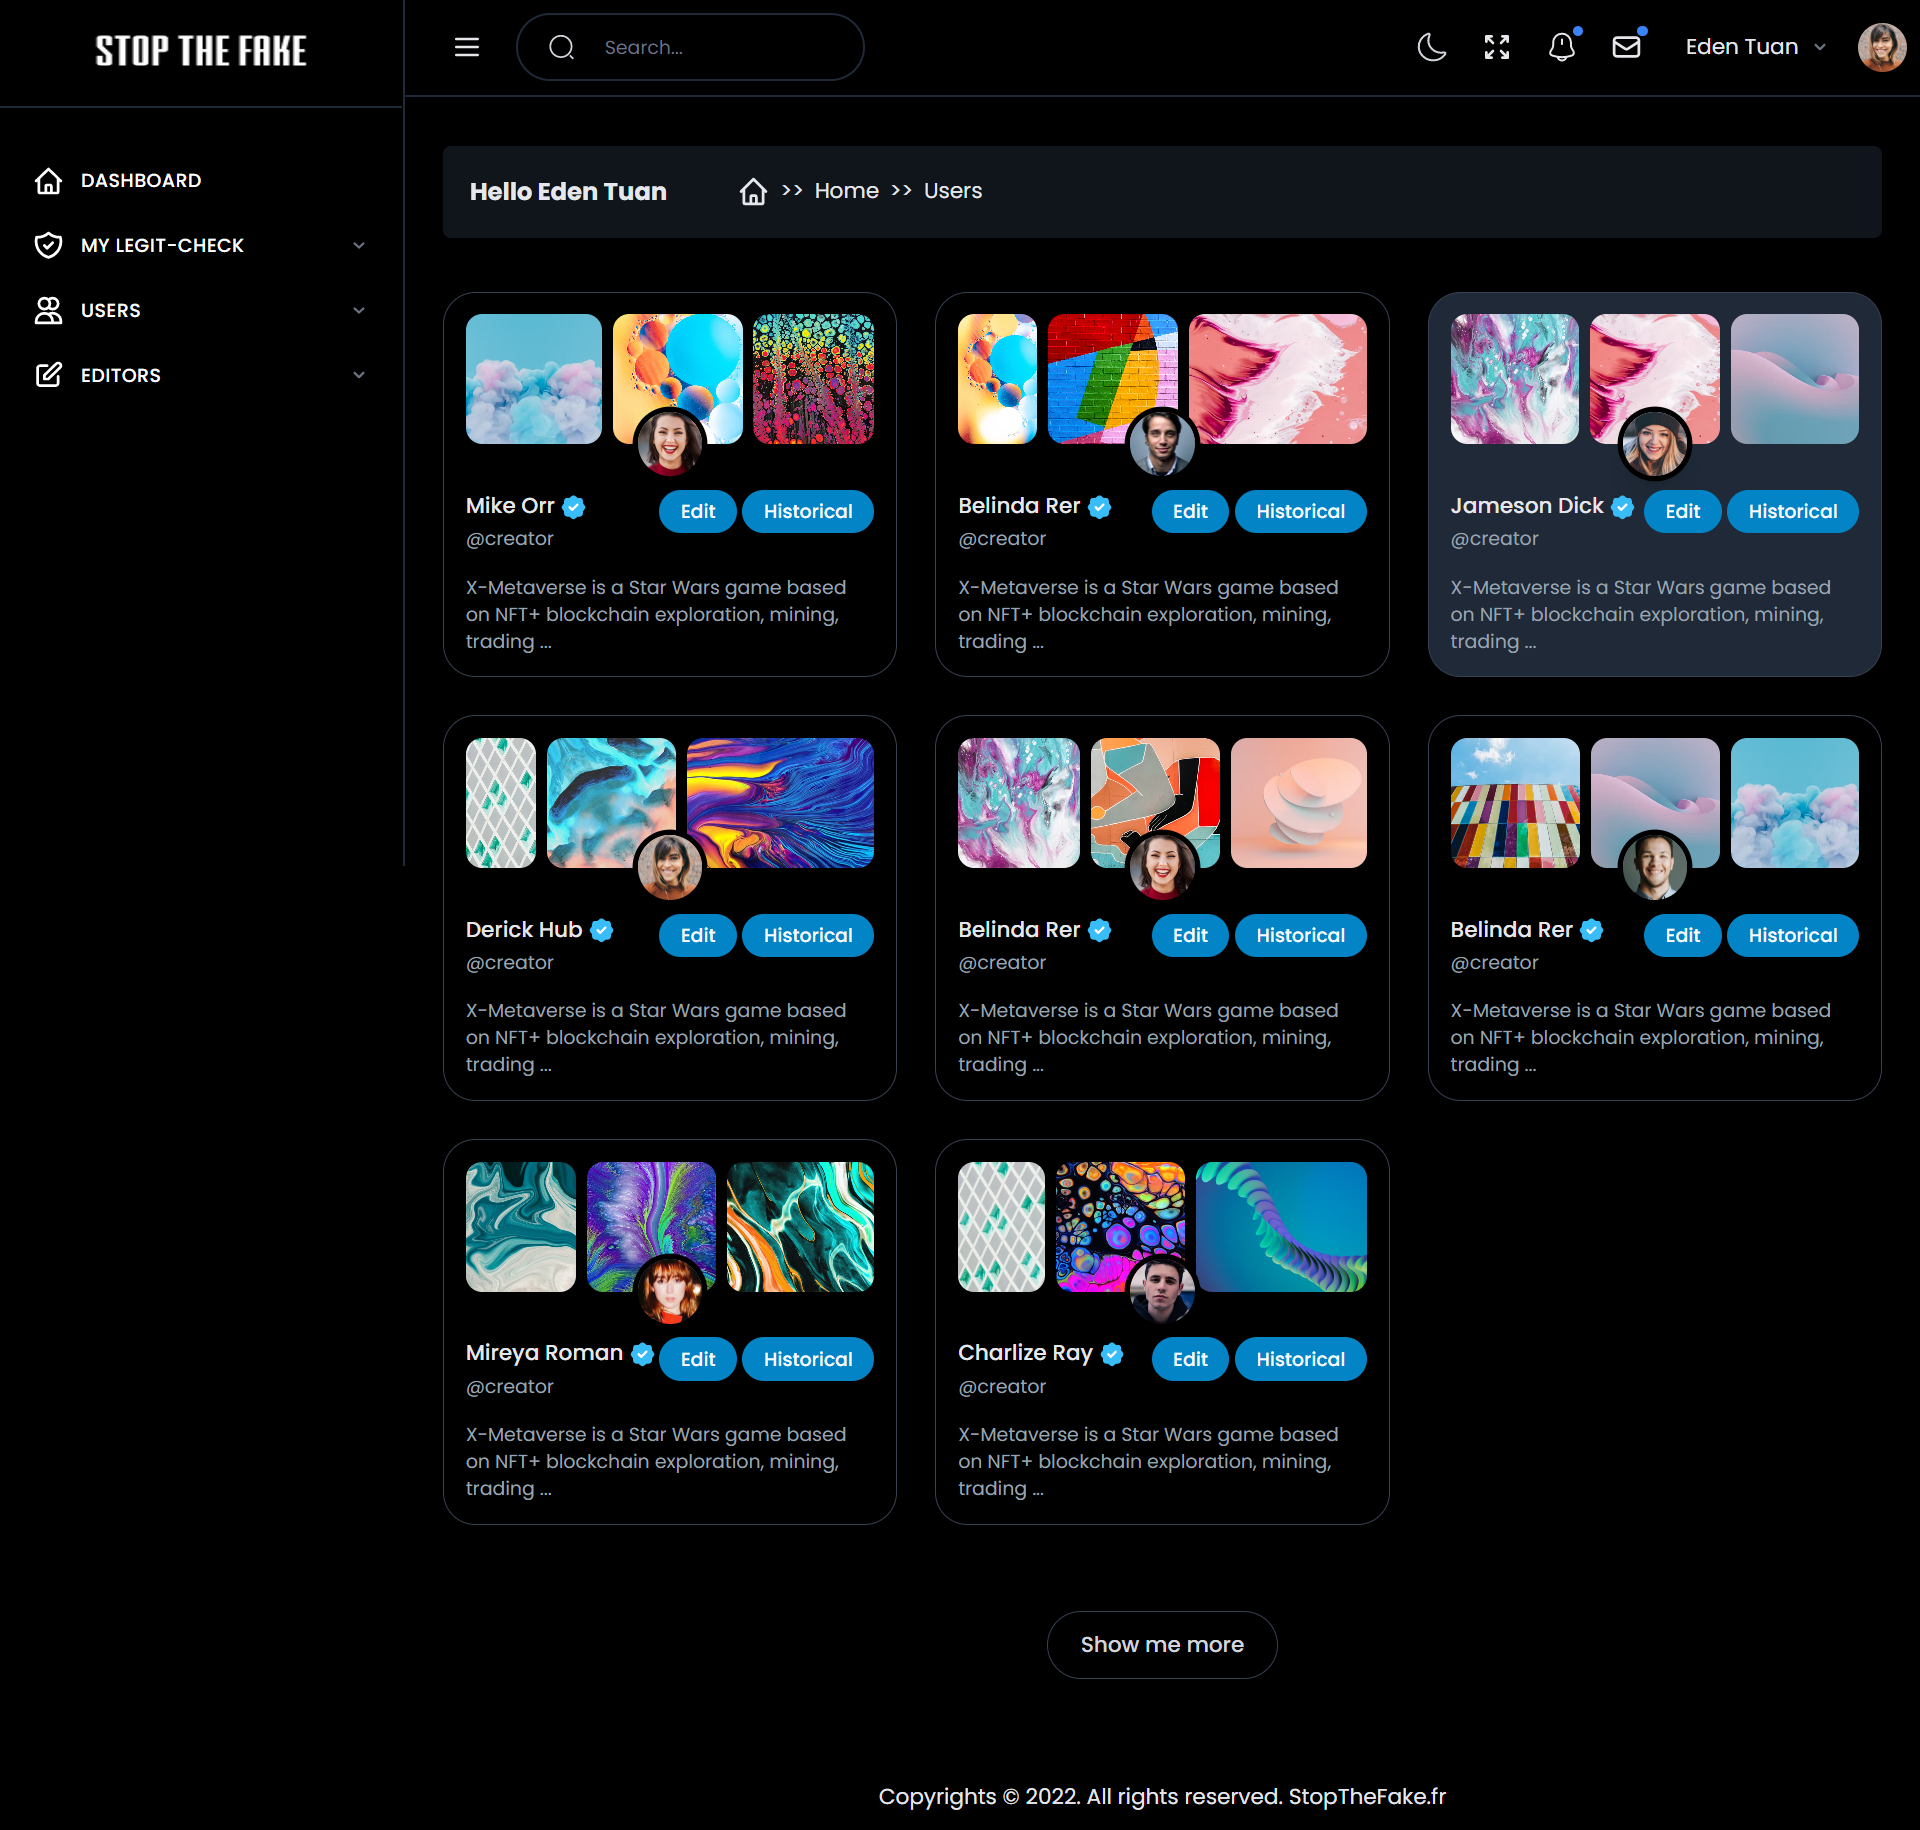 STOP THE FAKE
Search...
Eden Tuan
DASHBOARD
MY LEGIT-CHECK
USERS
EDITORS
Hello Eden Tuan
>> Home >> Users
Mike Orr
Edit
Historical
@creator
X-Metaverse is a Star Wars game based
on NFT+ blockchain exploration, mining,
trading ...
Belinda Rer
Edit
Historical
@creator
X-Metaverse is a Star Wars game based
on NFT+ blockchain exploration, mining,
trading ...
Jameson Dick
Edit
Historical
@creator
X-Metaverse is a Star Wars game based
on NFT+ blockchain exploration, mining,
trading ...
Derick Hub
Edit
Historical
@creator
X-Metaverse is a Star Wars game based
on NFT+ blockchain exploration, mining,
trading ...
Belinda Rer
Edit
Historical
@creator
X-Metaverse is a Star Wars game based
on NFT+ blockchain exploration, mining,
trading ...
Belinda Rer
Edit
Historical
@creator
X-Metaverse is a Star Wars game based
on NFT+ blockchain exploration, mining,
trading ...
Mireya Roman
Edit
Historical
@creator
X-Metaverse is a Star Wars game based
on NFT+ blockchain exploration, mining,
trading ...
Charlize Ray
Edit
Historical
@creator
X-Metaverse is a Star Wars game based
on NFT+ blockchain exploration, mining,
trading ...
Show me more
Copyrights © 2022. All rights reserved. StopTheFake.fr